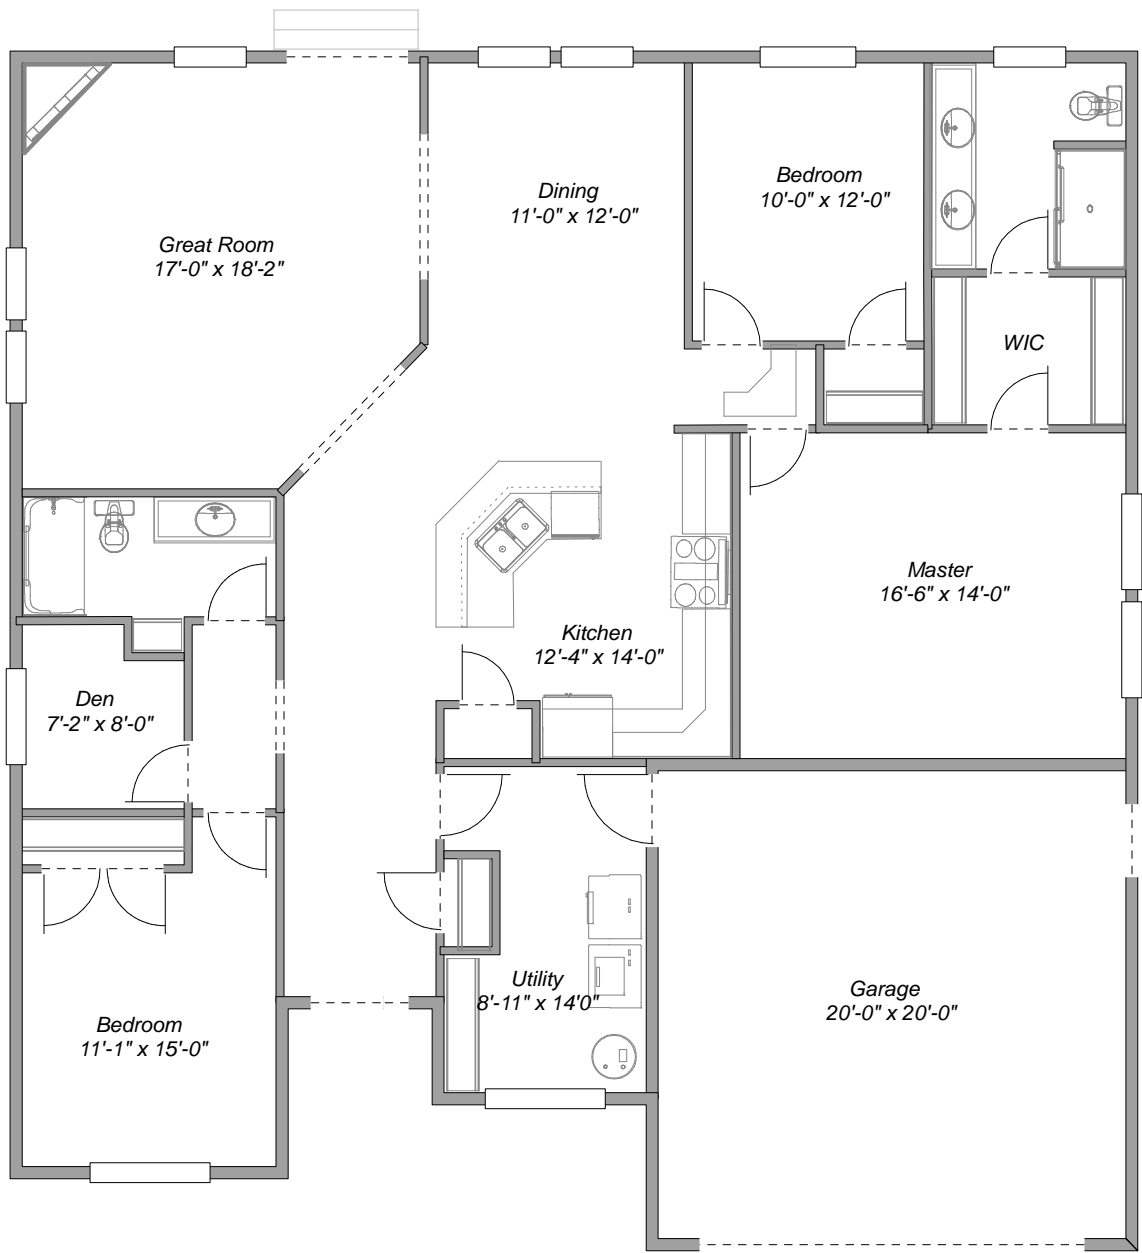 Bedroom
10'-0" x 12'-0"
Dining
11'-0" x 12'-0"
Great Room
17'-0" x 18'-2"
WIC
Master
16'-6" x 14'-0"
Kitchen
12'-4" x 14'-0"
Den
7'-2" x 8'-0"
Utility
8'-11" x 14'0"
Garage
20'-0" x 20'-0"
Bedroom
11'-1" x 15'-0"